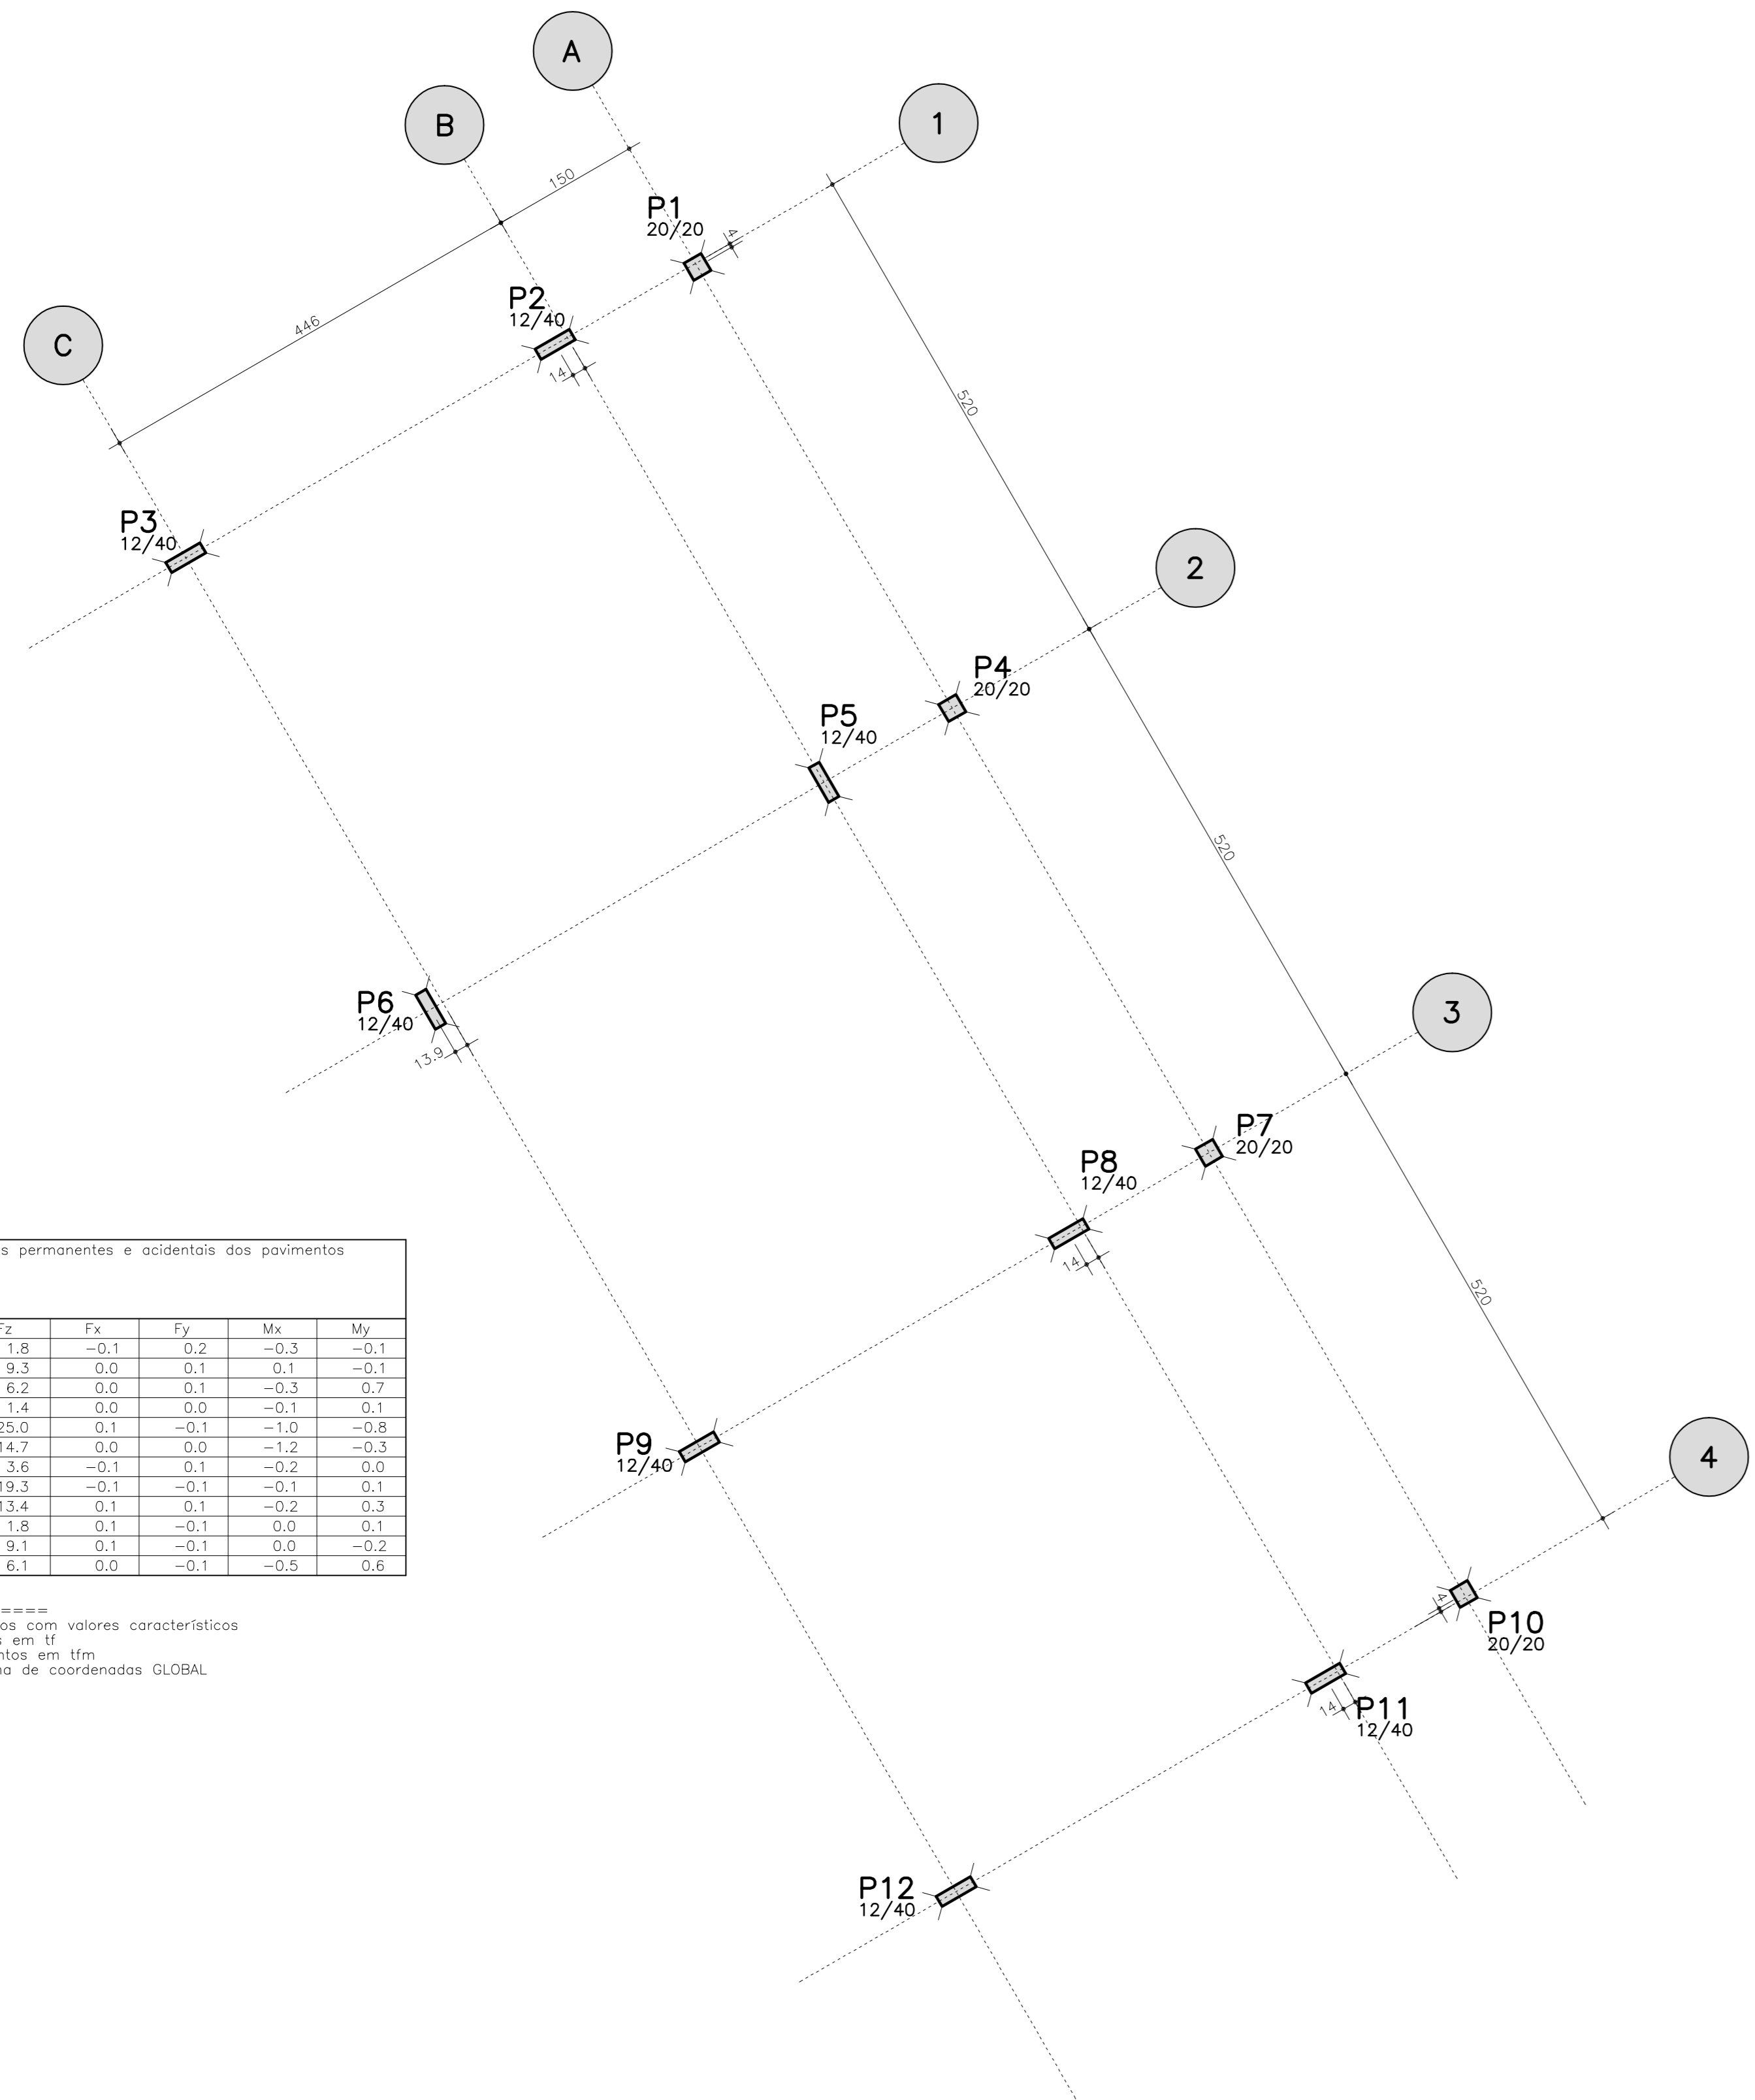 A
B
1
150
P1
20/20
4
P2
12/40
14
446
C
P3
12/40
520
2
P4
20/20
P5
12/40
520
P6
12/40
13.9
3
P7
20/20
P8
12/40
14
520
s permanentes e acidentais dos pavimentos
Fz Fx Fy Mx My
1.8 −0.1 0.2 −0.3 −0.1
9.3 0.0 0.1 0.1 −0.1
6.2 0.0 0.1 −0.3 0.7
1.4 0.0 0.0 −0.1 0.1
25.0 0.1 −0.1 −1.0 −0.8
14.7 0.0 0.0 −1.2 −0.3
3.6 −0.1 0.1 −0.2 0.0
19.3 −0.1 −0.1 −0.1 0.1
13.4 0.1 0.1 −0.2 0.3
1.8 0.1 −0.1 0.0 0.1
9.1 0.1 −0.1 0.0 −0.2
6.1 0.0 −0.1 −0.5 0.6
====
os com valores característicos
s em tf
ntos em tfm
na de coordenadas GLOBAL
P9
12/40
4
4
P10
20/20
14
P11
12/40
P12
12/40